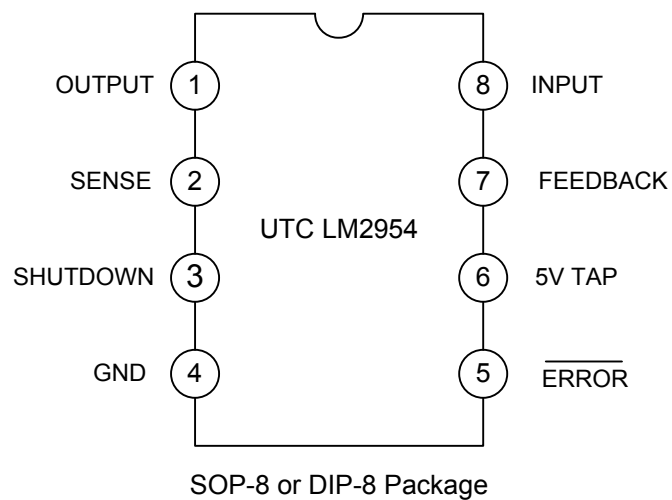 OUTPUT 1 8 INPUT
SENSE 2 7 FEEDBACK
UTC LM2954
SHUTDOWN 3 6 5V TAP
GND 4 5 ERROR
SOP-8 or DIP-8 Package